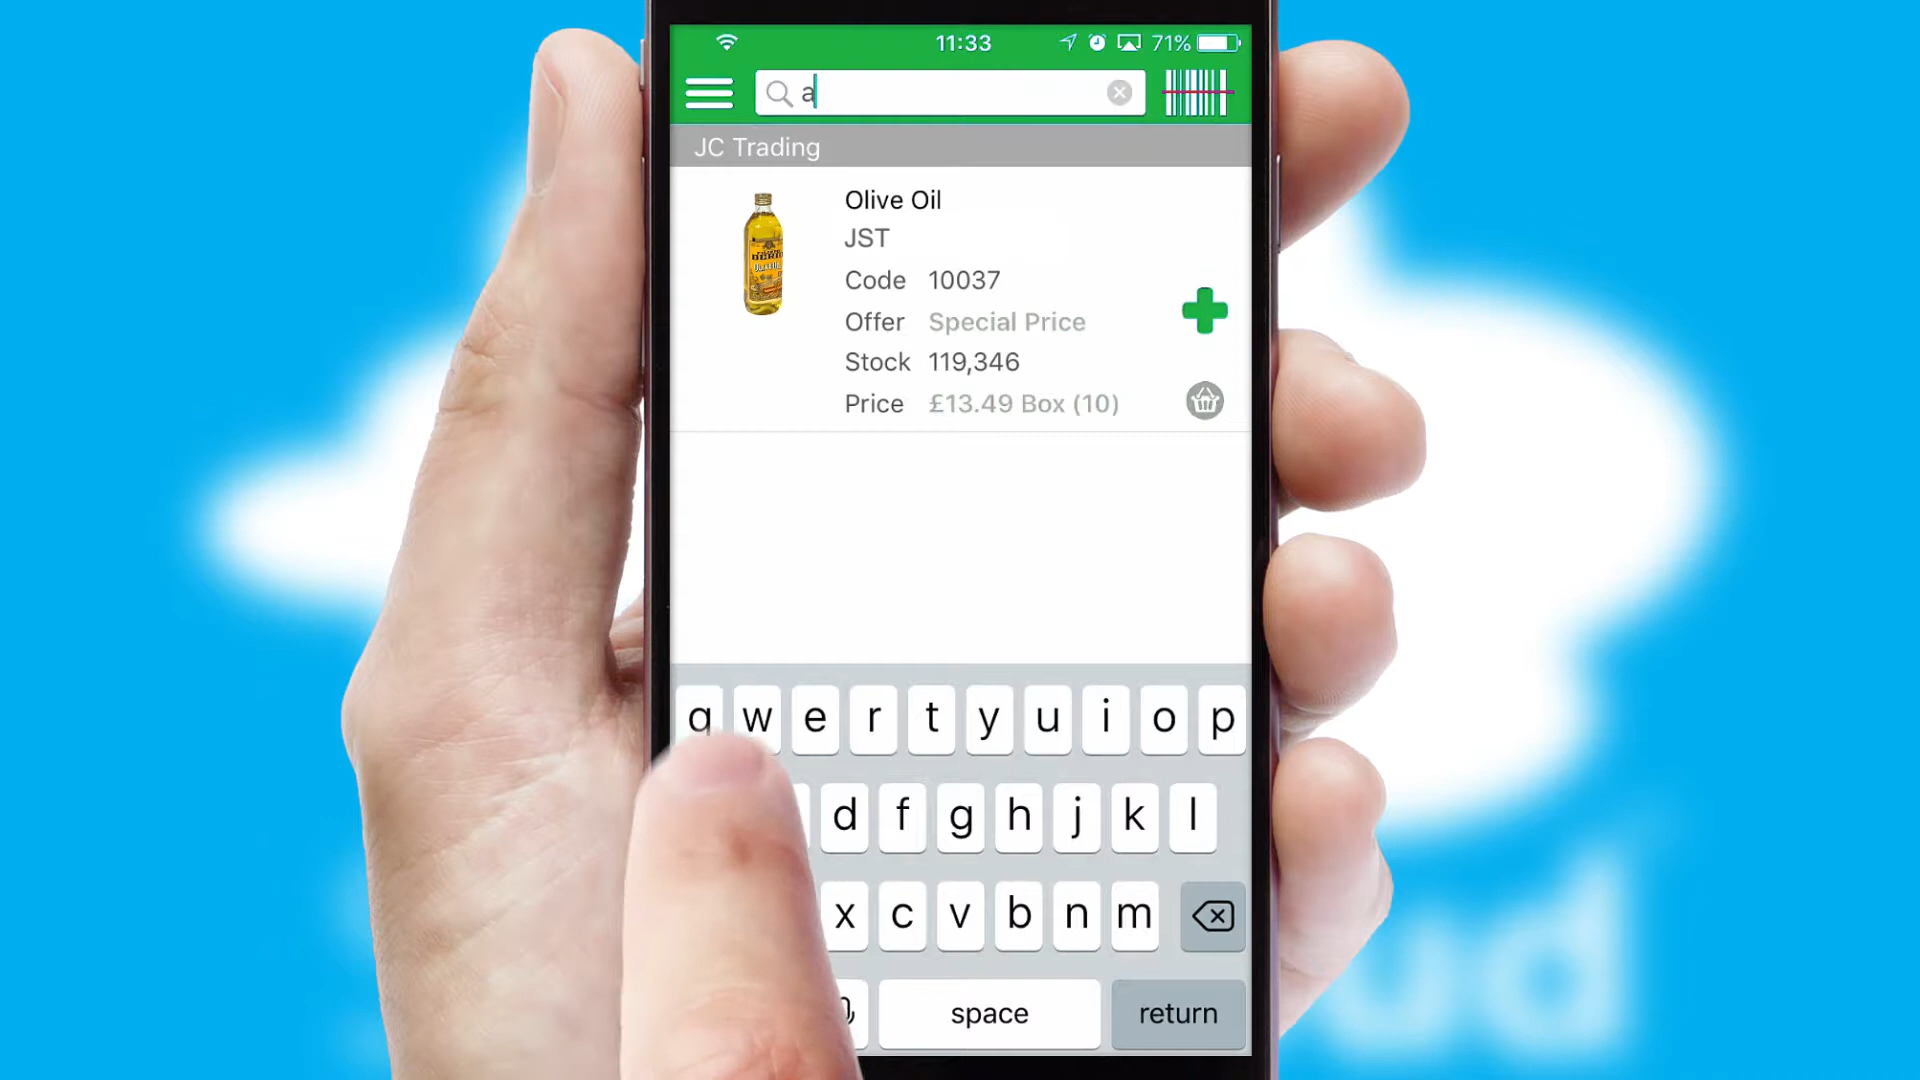 11:33
71%
a
JC Trading
Olive Oil
JST
Code 10037
Offer Special Price
Stock 119,346
Price £13.49 Box (10)
q w e r t y u i o p
d f g h j k l
x c v b n m
space return